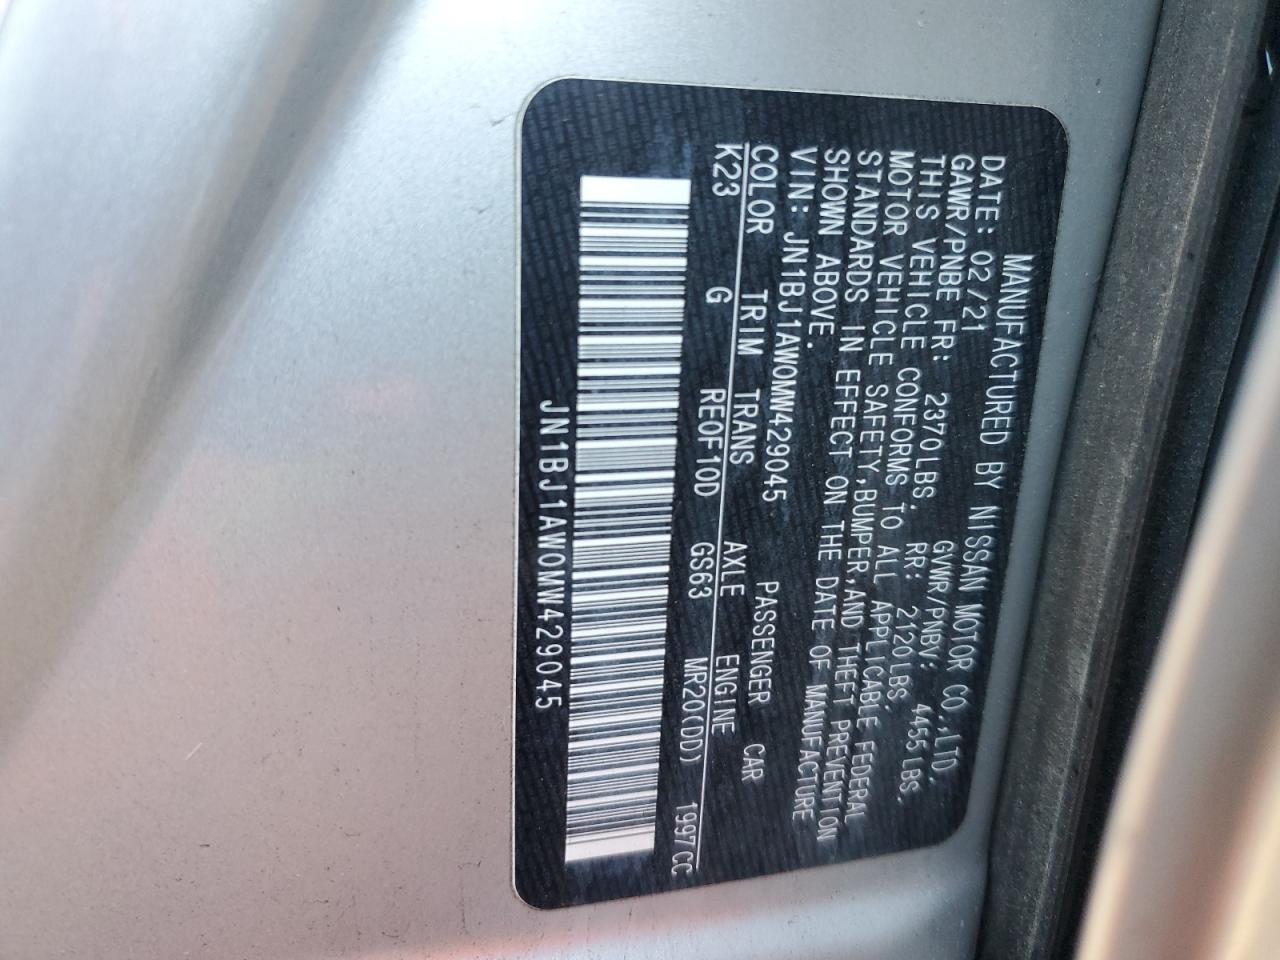 MANUFACTURED BY NISSAN MOTOR CO.,LTD.
DATE: 02/21 GVWR/PNBV: 4455LBS.
GAWR/PNBE FR: 2370LBS. RR: 2120LBS.
THIS VEHICLE CONFORMS TO ALL APPLICABLE FEDERAL
MOTOR VEHICLE SAFETY,BUMPER,AND THEFT PREVENTION
STANDARDS IN EFFECT ON THE DATE OF MANUFACTURE
SHOWN ABOVE.
VIN: JN1BJ1AW0MW429045 PASSENGER CAR
COLOR TRIM TRANS AXLE ENGINE
K23 G RE0F10D GS63 MR20(DD) 1997CC
JN1BJ1AW0MW429045